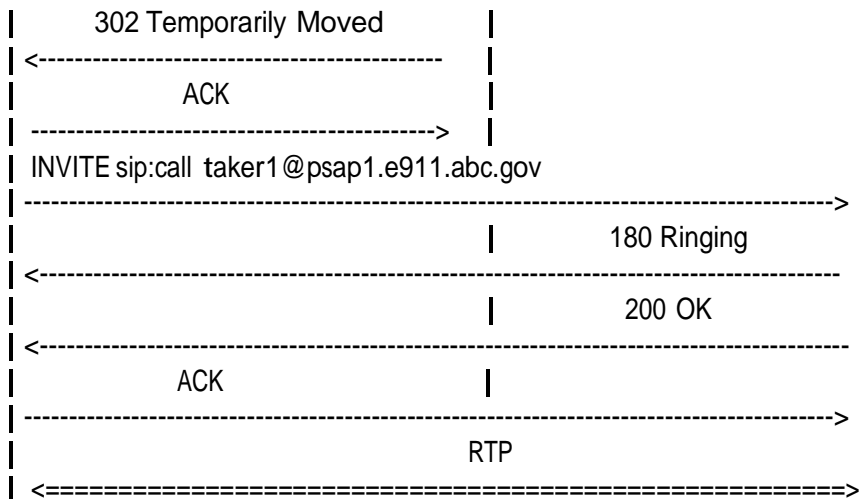 302 Temporarily Moved
<---------------------------------------------
ACK
--------------------------------------------->
INVITE sip:call taker1@psap1.e911.abc.gov
------------------------------------------------------------------------------------------>
180 Ringing
<-----------------------------------------------------------------------------------------
200 OK
<------------------------------------------------------------------------------------------
ACK
------------------------------------------------------------------------------------------>
RTP
<=======================================================>